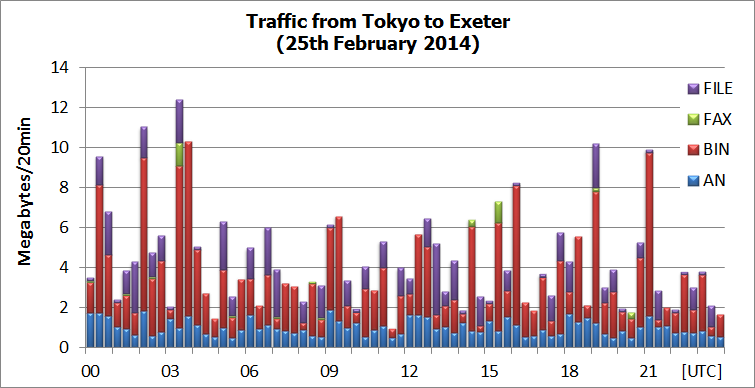 Traffic from Tokyo to Exeter
(25th February 2014)
Megabytes/20min
14
12
10
8
6
4
2
0
FILE
FAX
BIN
AN
00 03 06 09 12 15 18 21 [UTC]